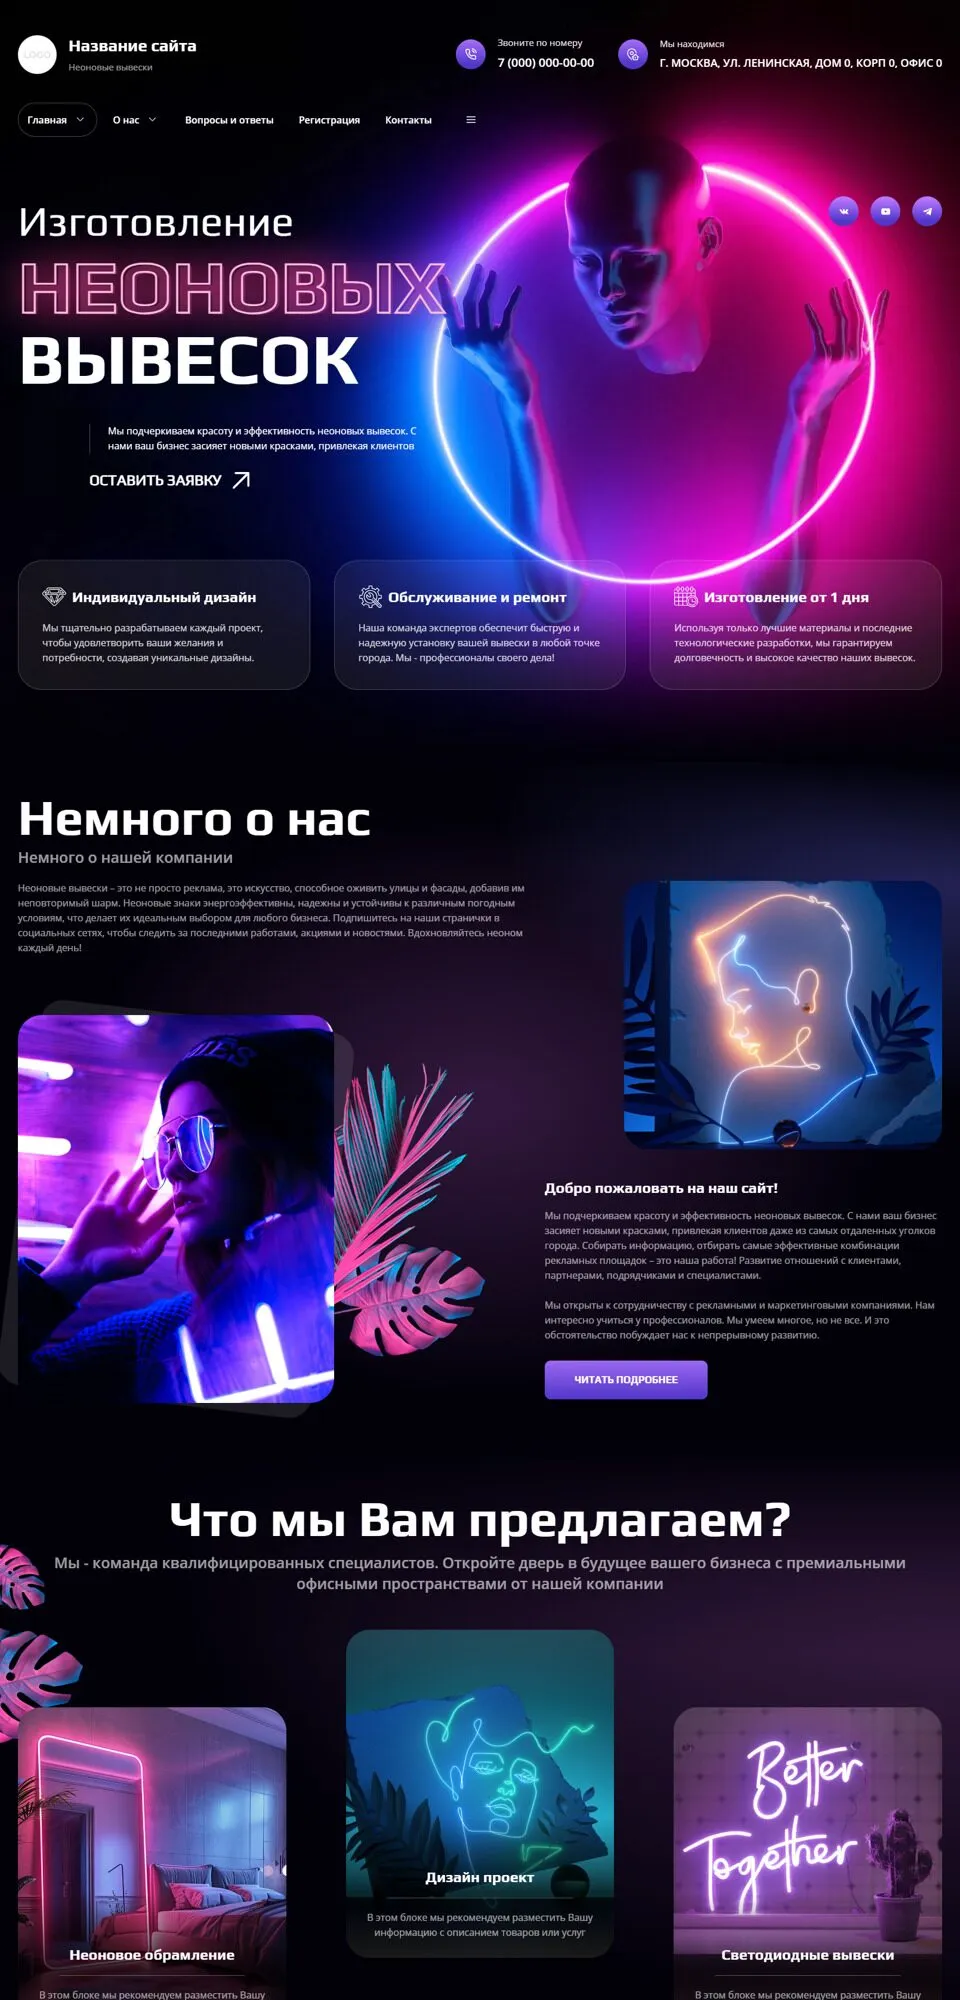 LOGO
Название сайта
Неоновые вывески
Звоните по номеру
7 (000) 000-00-00
Мы находимся
Г. МОСКВА, УЛ. ЛЕНИНСКАЯ, ДОМ 0, КОРП 0, ОФИС 0
Главная
О нас
Вопросы и ответы
Регистрация
Контакты
Изготовление
НЕОНОВЫХ
ВЫВЕСОК
Мы подчеркиваем красоту и эффективность неоновых вывесок. С
нами ваш бизнес засияет новыми красками, привлекая клиентов
ОСТАВИТЬ ЗАЯВКУ
Индивидуальный дизайн
Мы тщательно разрабатываем каждый проект,
чтобы удовлетворить ваши желания и
потребности, создавая уникальные дизайны.
Обслуживание и ремонт
Наша команда экспертов обеспечит быструю и
надежную установку вашей вывески в любой точке
города. Мы - профессионалы своего дела!
Изготовление от 1 дня
Используя только лучшие материалы и последние
технологические разработки, мы гарантируем
долговечность и высокое качество наших вывесок.
Немного о нас
Немного о нашей компании
Неоновые вывески – это не просто реклама, это искусство, способное оживить улицы и фасады, добавив им
неповторимый шарм. Неоновые знаки энергоэффективны, надежны и устойчивы к различным погодным
условиям, что делает их идеальным выбором для любого бизнеса. Подпишитесь на наши странички в
социальных сетях, чтобы следить за последними работами, акциями и новостями. Вдохновляйтесь неоном
каждый день!
Добро пожаловать на наш сайт!
Мы подчеркиваем красоту и эффективность неоновых вывесок. С нами ваш бизнес
засияет новыми красками, привлекая клиентов даже из самых отдаленных уголков
города. Собирать информацию, отбирать самые эффективные комбинации
рекламных площадок – это наша работа! Развитие отношений с клиентами,
партнерами, подрядчиками и специалистами.
Мы открыты к сотрудничеству с рекламными и маркетинговыми компаниями. Нам
интересно учиться у профессионалов. Мы умеем многое, но не все. И это
обстоятельство побуждает нас к непрерывному развитию.
ЧИТАТЬ ПОДРОБНЕЕ
Что мы Вам предлагаем?
Мы - команда квалифицированных специалистов. Откройте дверь в будущее вашего бизнеса с премиальными
офисными пространствами от нашей компании
Better
Together
Дизайн проект
В этом блоке мы рекомендуем разместить Вашу
информацию с описанием товаров или услуг
Неоновое обрамление
В этом блоке мы рекомендуем разместить Вашу
Светодиодные вывески
В этом блоке мы рекомендуем разместить Вашу